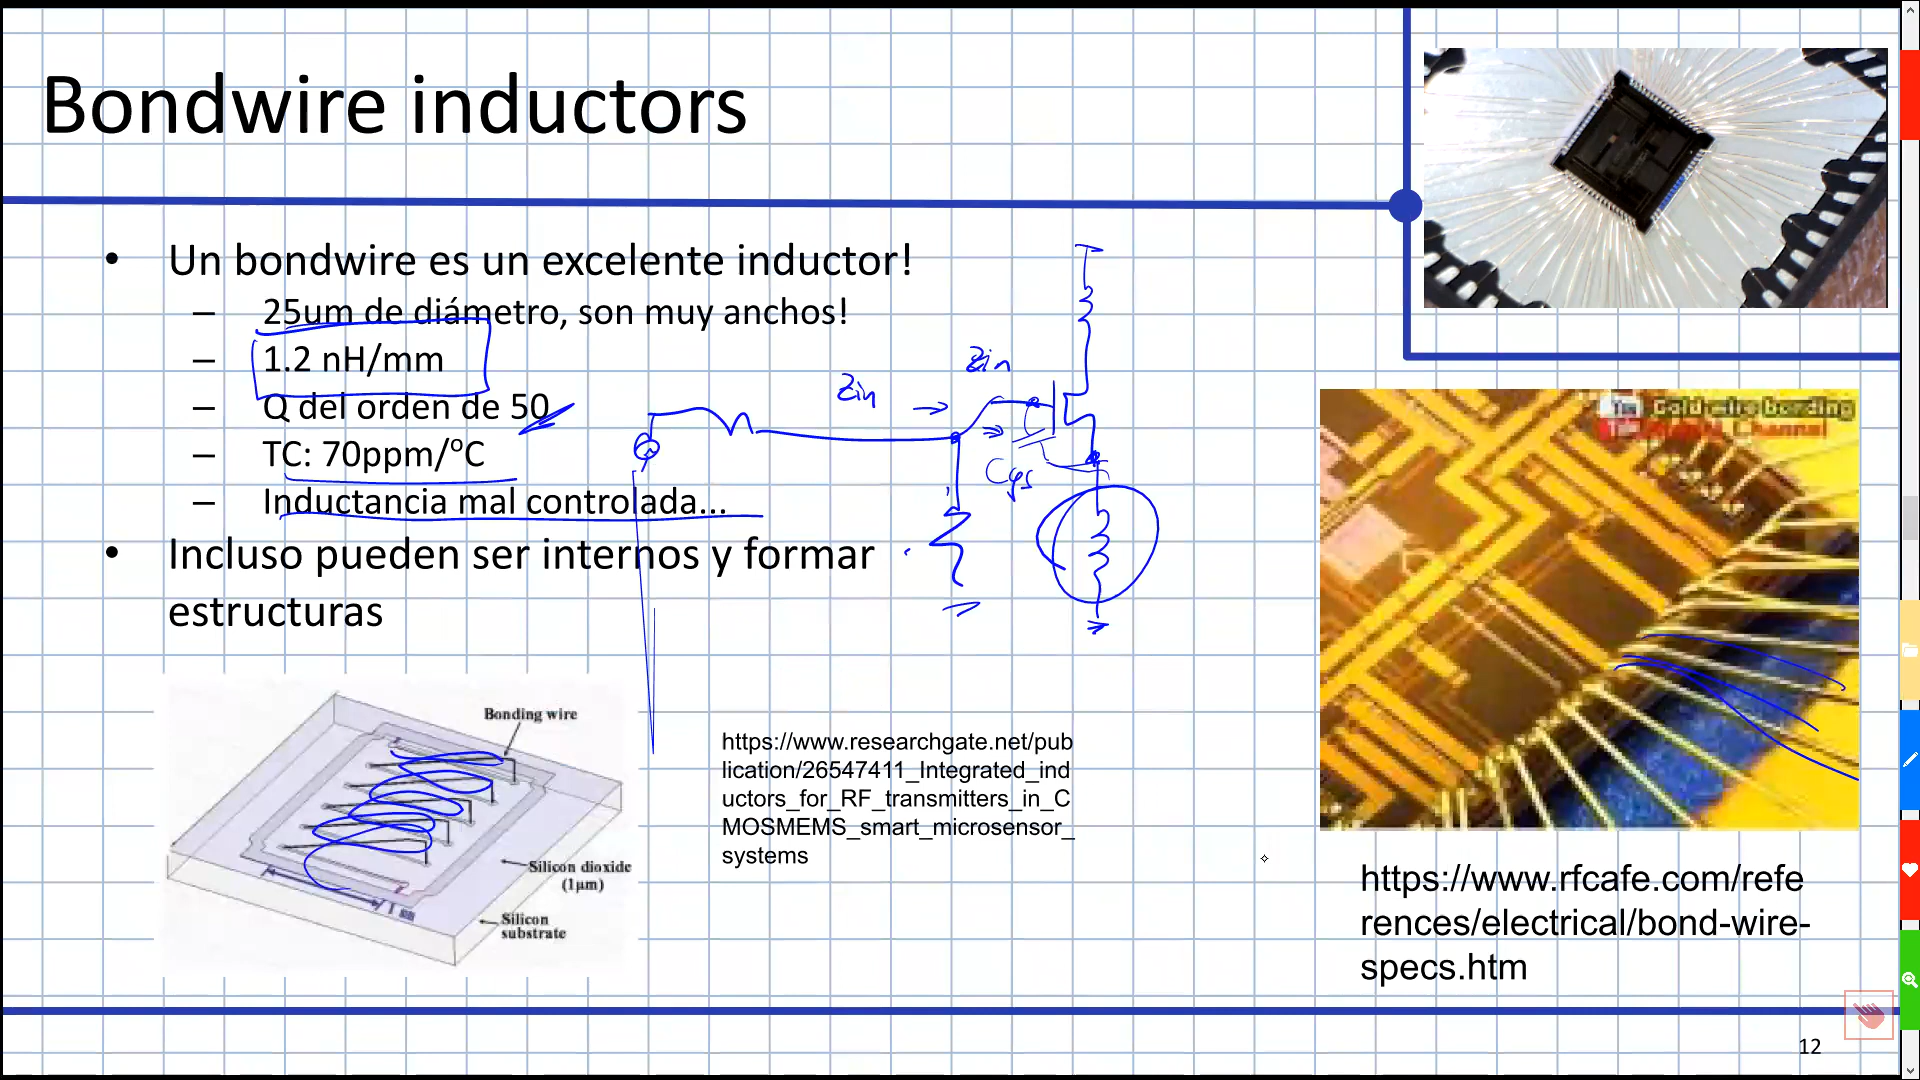 Bondwire inductors
• Un bondwire es un excelente inductor!
– 25um de diámetro, son muy anchos!
– 1.2 nH/mm
– Q del orden de 50
– TC: 70ppm/ºC
– Inductancia mal controlada...
• Incluso pueden ser internos y formar
estructuras
Zin
Zin
Cgs
Bonding wire
Silicon dioxide
(1µm)
Silicon
substrate
https://www.researchgate.net/pub
lication/26547411_Integrated_ind
uctors_for_RF_transmitters_in_C
MOSMEMS_smart_microsensor_
systems
Gold wire bonding
Channel
https://www.rfcafe.com/refe
rences/electrical/bond-wire-
specs.htm
12